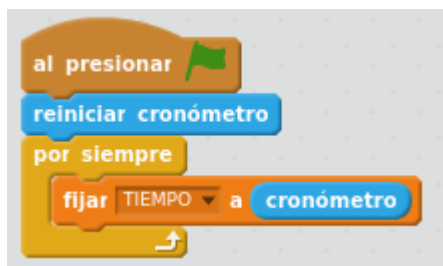 al presionar
reiniciar cronómetro
por siempre
fijar TIEMPO a cronómetro